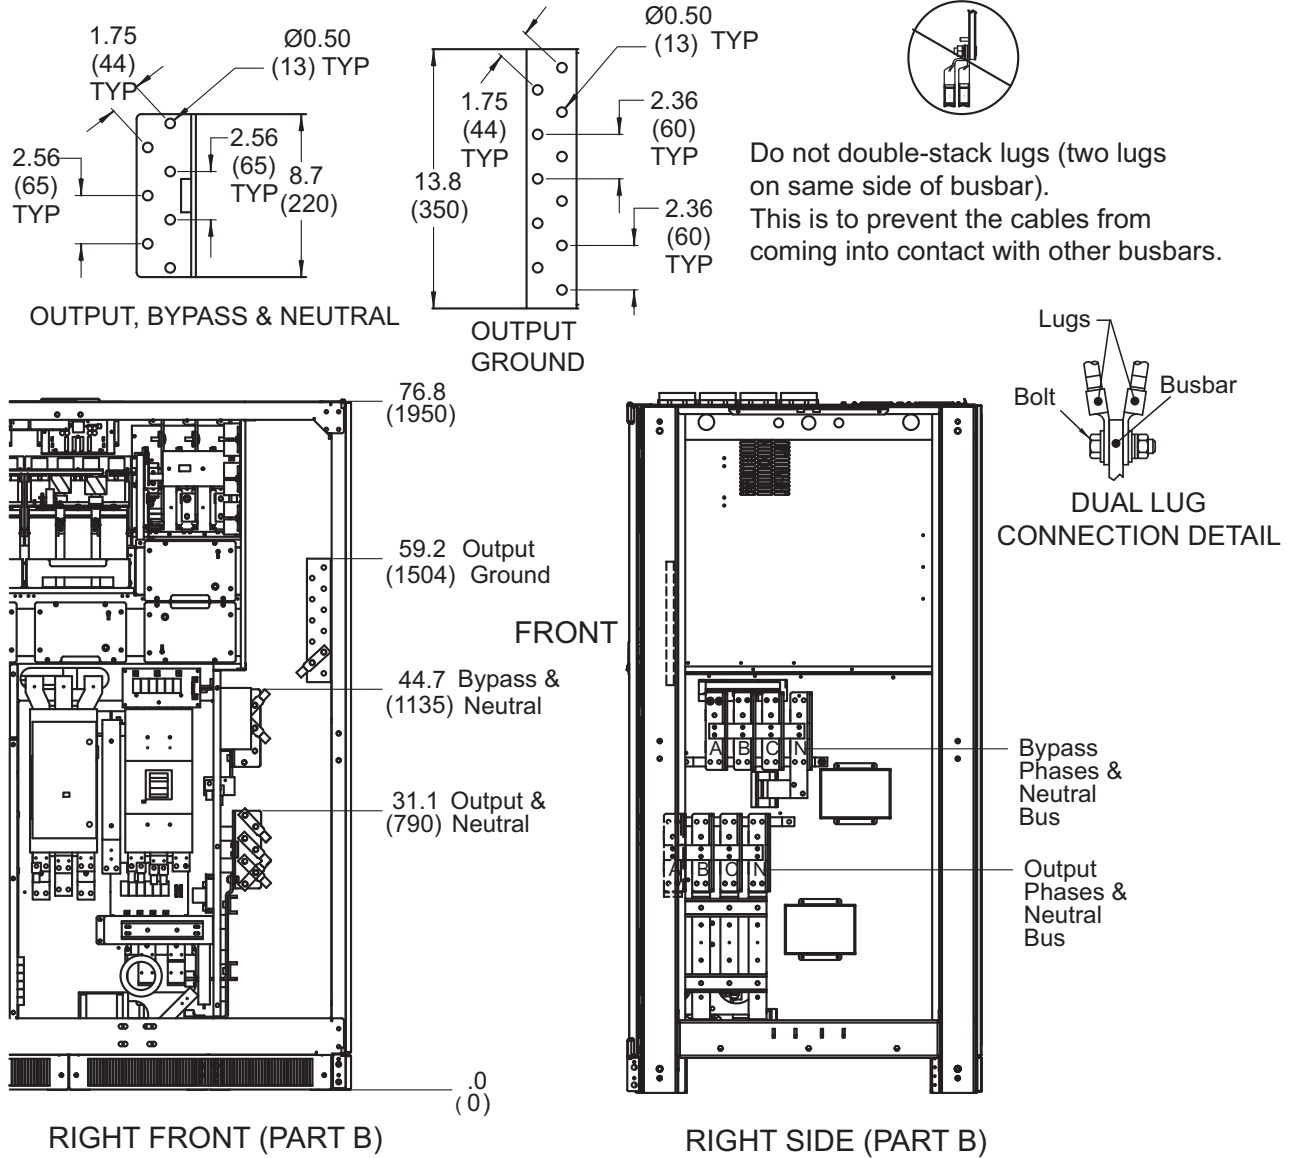 1.75
(44)
TYP
Ø0.50
(13) TYP
2.56
(65)
TYP
2.56
(65)
TYP
8.7
(220)
OUTPUT, BYPASS & NEUTRAL
Ø0.50
(13) TYP
1.75
(44)
TYP
2.36
(60)
TYP
13.8
(350)
2.36
(60)
TYP
OUTPUT
GROUND
Do not double-stack lugs (two lugs
on same side of busbar).
This is to prevent the cables from
coming into contact with other busbars.
Lugs
Bolt
Busbar
DUAL LUG
CONNECTION DETAIL
76.8
(1950)
59.2 Output
(1504) Ground
44.7 Bypass &
(1135) Neutral
31.1 Output &
(790) Neutral
.0
( 0)
RIGHT FRONT (PART B)
FRONT
A B C N
Bypass
Phases &
Neutral
Bus
A B C N
Output
Phases &
Neutral
Bus
RIGHT SIDE (PART B)